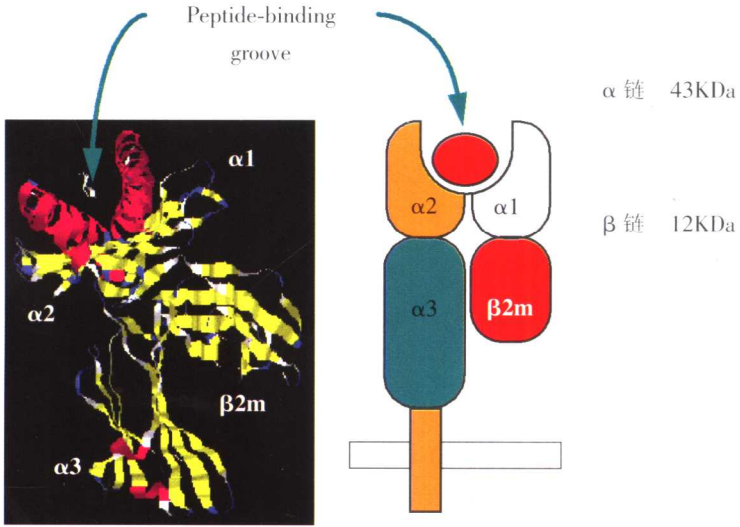 Peptide-binding
groove
α 链 43KDa
α1
α2
β2m
α3
α2
α1
α3
β2m
β 链 12KDa